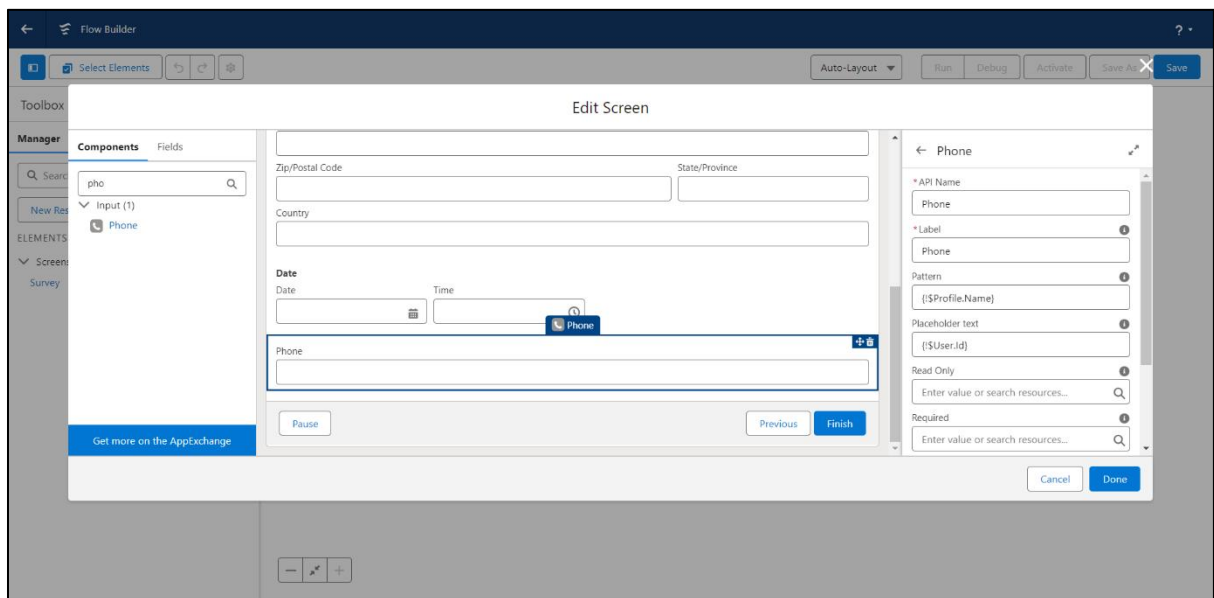 Flow Builder
?
Select Elements
Auto-Layout
Run
Debug
Activate
Save As
Save
Toolbox
Edit Screen
Manager
Components
Fields
Searc
pho
New Res
Input (1)
Phone
ELEMENTS
Screens
Survey
Get more on the AppExchange
Zip/Postal Code
State/Province
Country
Date
Date
Time
Phone
Phone
Pause
Previous
Finish
Phone
* API Name
Phone
* Label
Phone
Pattern
{!$Profile.Name}
Placeholder text
{!$User.Id}
Read Only
Enter value or search resources...
Required
Enter value or search resources...
Cancel
Done